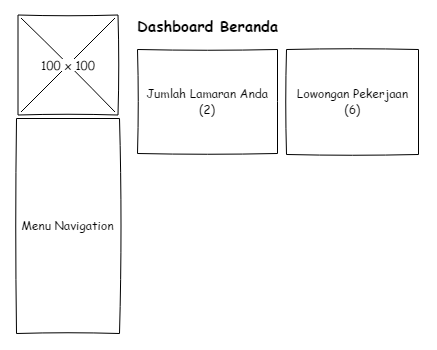 Dashboard Beranda
100 x 100
Jumlah Lamaran Anda
(2)
Lowongan Pekerjaan
(6)
Menu Navigation